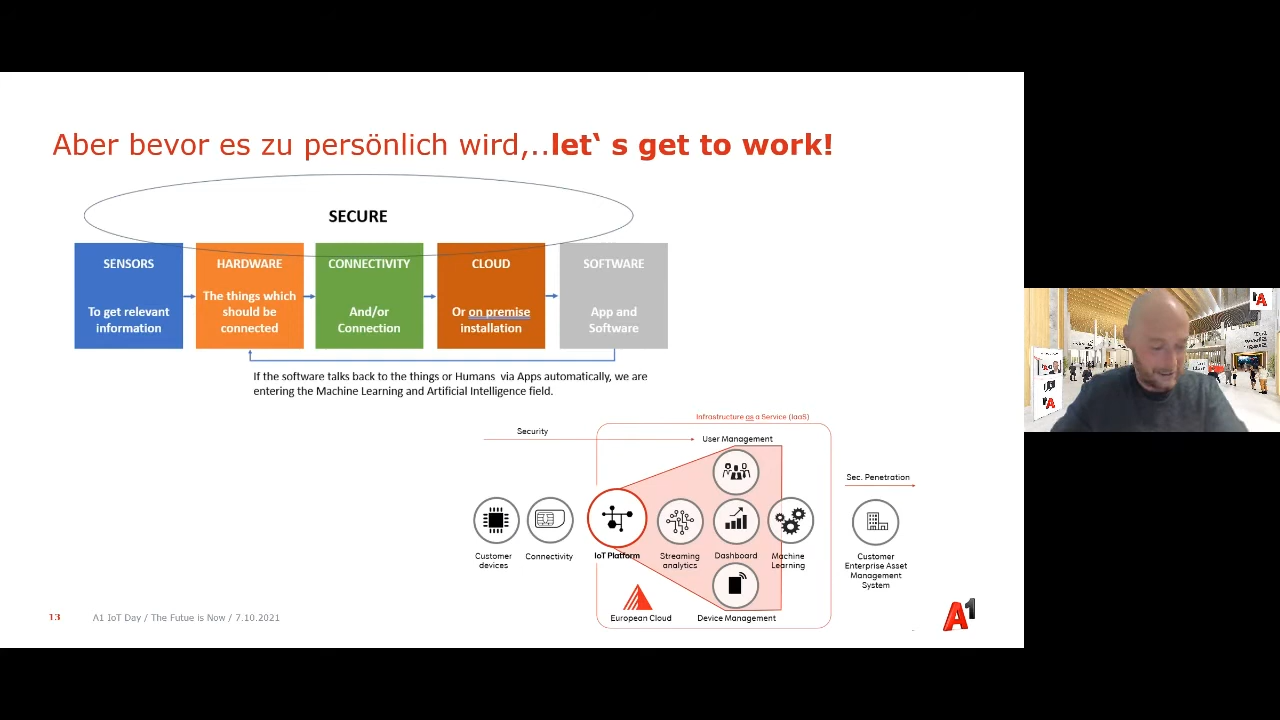 Aber bevor es zu persönlich wird,..let‘ s get to work!
SECURE
SENSORS
To get relevant
information
HARDWARE
The things which
should be
connected
CONNECTIVITY
And/or
Connection
CLOUD
Or on premise
installation
SOFTWARE
App and
Software
If the software talks back to the things or Humans via Apps automatically, we are
entering the Machine Learning and Artificial Intelligence field.
Infrastructure as a Service (IaaS)
Security
User Management
Sec. Penetration
Customer
devices
Connectivity
IoT Platform
Streaming
analytics
Dashboard
Machine
Learning
Customer
Enterprise Asset
Management
System
European Cloud
Device Management
13
A1 IoT Day / The Futue is Now / 7.10.2021
A1
A1
A1